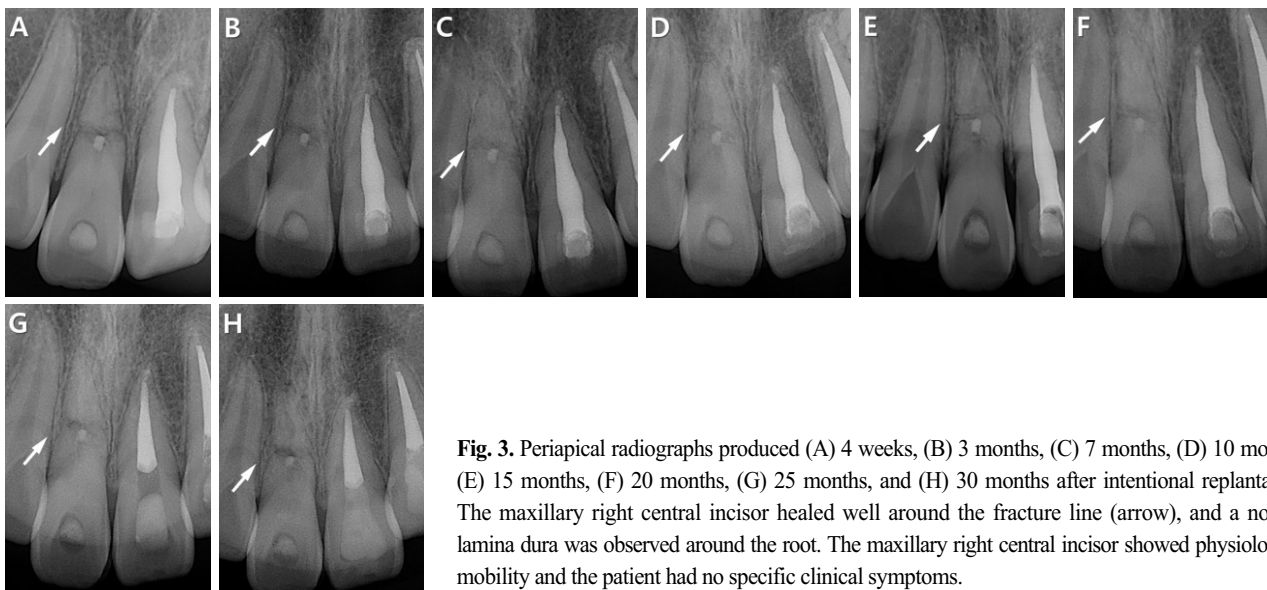 A
B
C
D
E
F
G
H
Fig. 3. Periapical radiographs produced (A) 4 weeks, (B) 3 months, (C) 7 months, (D) 10 mo
(E) 15 months, (F) 20 months, (G) 25 months, and (H) 30 months after intentional replanta
The maxillary right central incisor healed well around the fracture line (arrow), and a no
lamina dura was observed around the root. The maxillary right central incisor showed physiolo
mobility and the patient had no specific clinical symptoms.